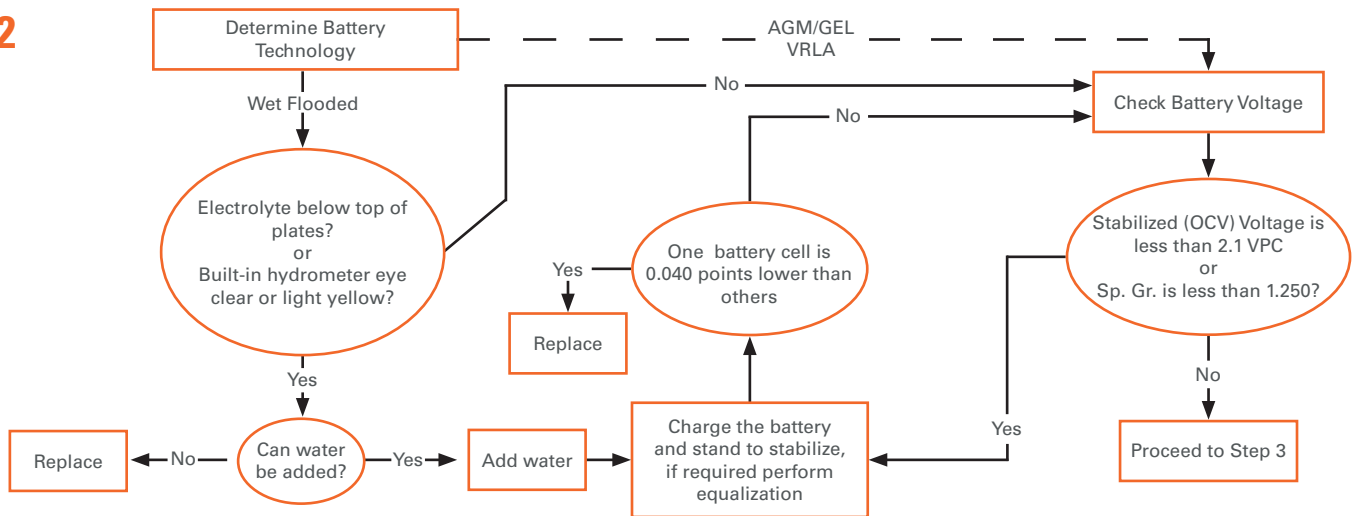 2
Determine Battery
Technology
AGM/GEL
VRLA
Wet Flooded
No
Check Battery Voltage
No
Electrolyte below top of
plates?
or
Built-in hydrometer eye
clear or light yellow?
One battery cell is
0.040 points lower than
others
Stabilized (OCV) Voltage is
less than 2.1 VPC
or
Sp. Gr. is less than 1.250?
Yes
Replace
Yes
No
Replace
No
Can water
be added?
Yes
Add water
Charge the battery
and stand to stabilize,
if required perform
equalization
Yes
Proceed to Step 3